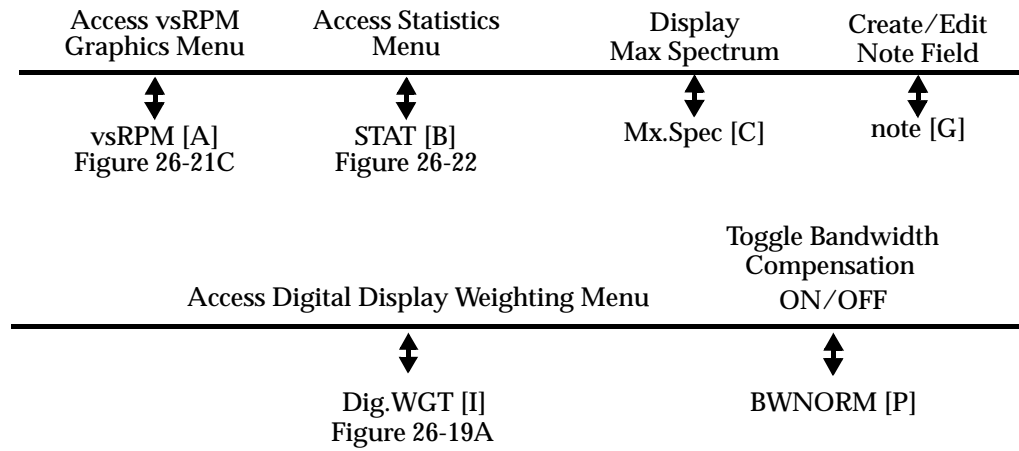 Access vsRPM
Graphics Menu
Access Statistics
Menu
Display
Max Spectrum
Create/Edit
Note Field
vsRPM [A]
Figure 26-21C
STAT [B]
Figure 26-22
Mx.Spec [C]
note [G]
Access Digital Display Weighting Menu
Toggle Bandwidth
Compensation
ON/OFF
Dig.WGT [I]
Figure 26-19A
BWNORM [P]